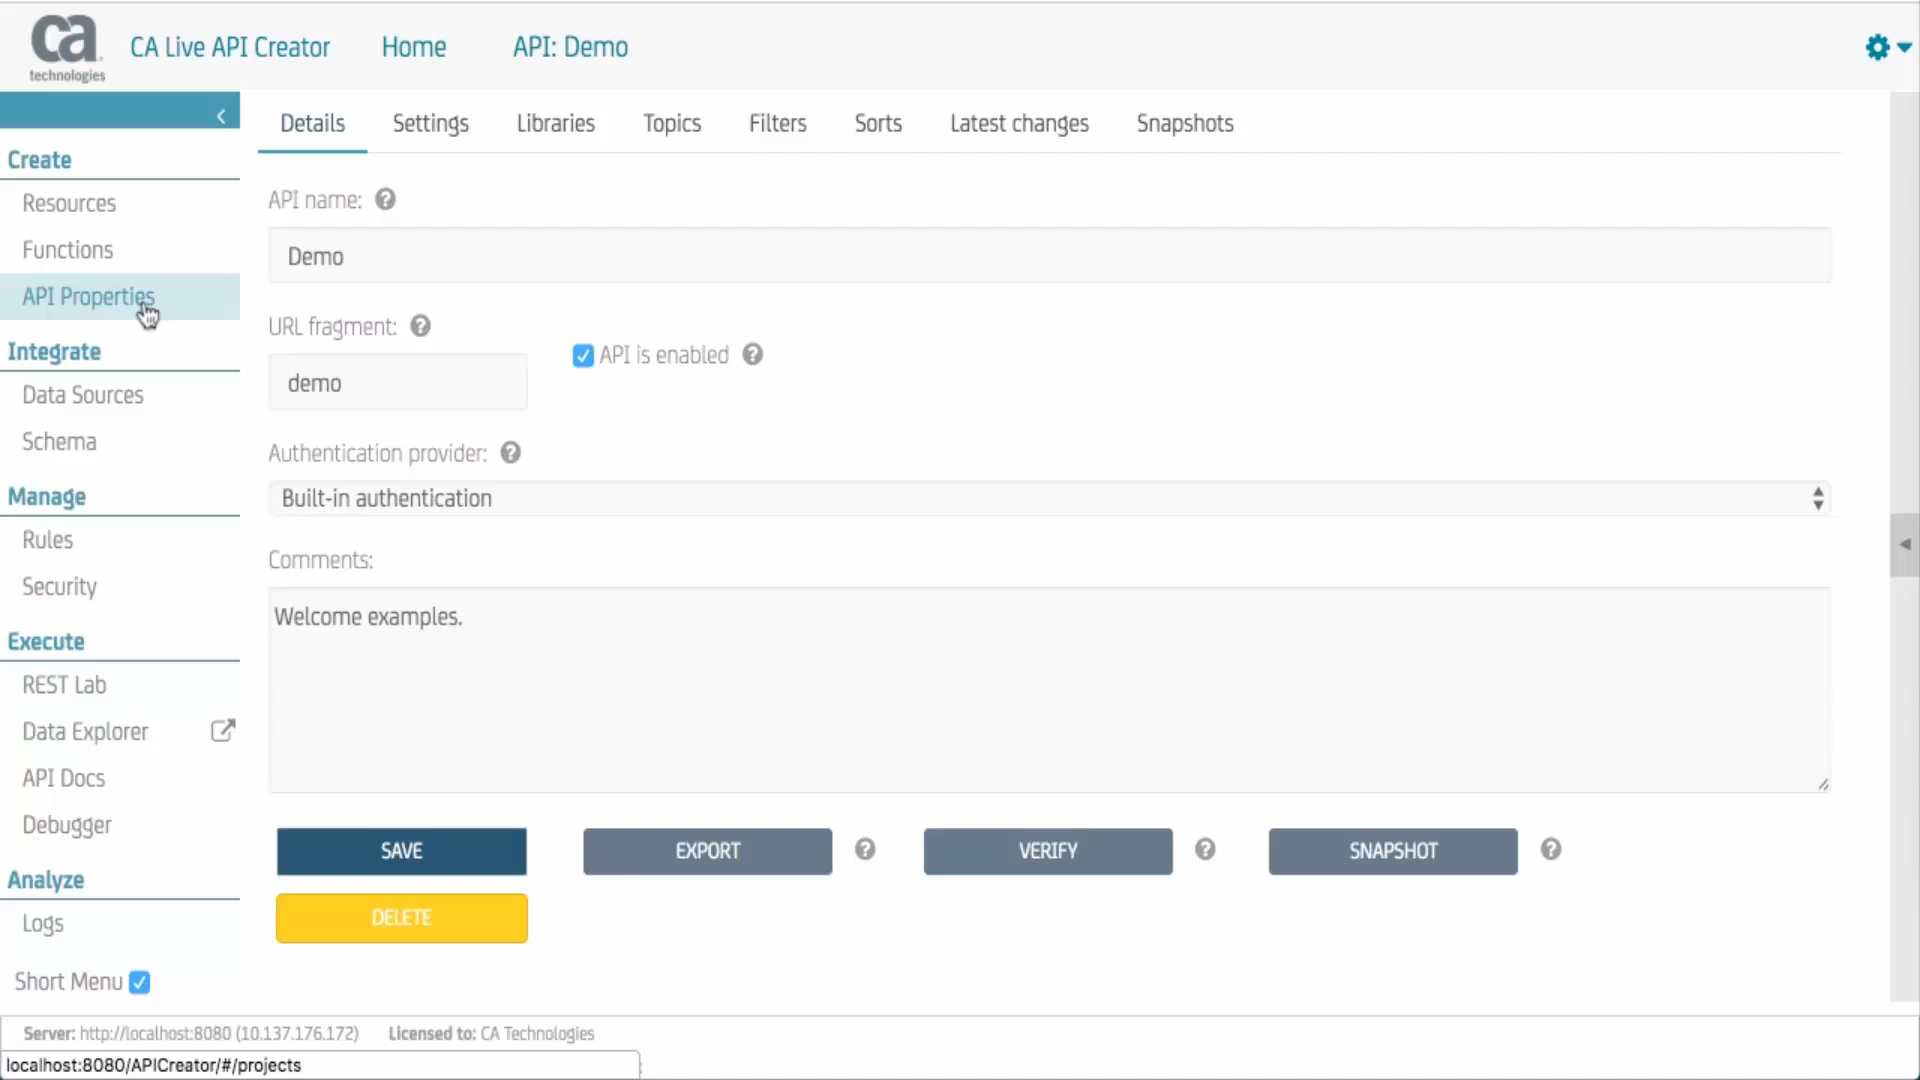 ca
technologies
CA Live API Creator
Home
API: Demo
Create
Resources
Functions
API Properties
Integrate
Data Sources
Schema
Manage
Rules
Security
Execute
REST Lab
Data Explorer
API Docs
Debugger
Analyze
Logs
Short Menu
Details
Settings
Libraries
Topics
Filters
Sorts
Latest changes
Snapshots
API name:
Demo
URL fragment:
demo
API is enabled
Authentication provider:
Built-in authentication
Comments:
Welcome examples.
SAVE
EXPORT
VERIFY
SNAPSHOT
DELETE
Server: http://localhost:8080 (10.137.176.172)
Licensed to: CA Technologies
localhost:8080/APICreator/#/projects